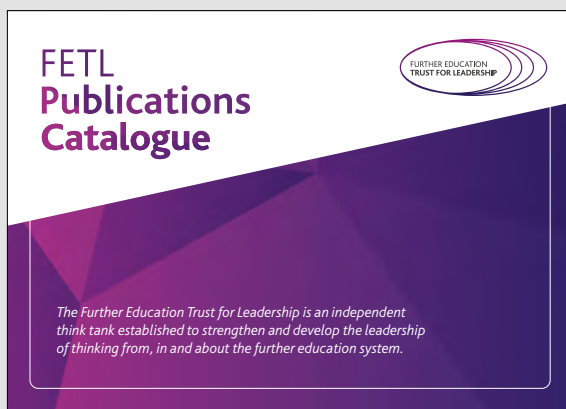 FETL
Publications
Catalogue
FURTHER EDUCATION
TRUST FOR LEADERSHIP
The Further Education Trust for Leadership is an independent
think tank established to strengthen and develop the leadership
of thinking from, in and about the further education system.